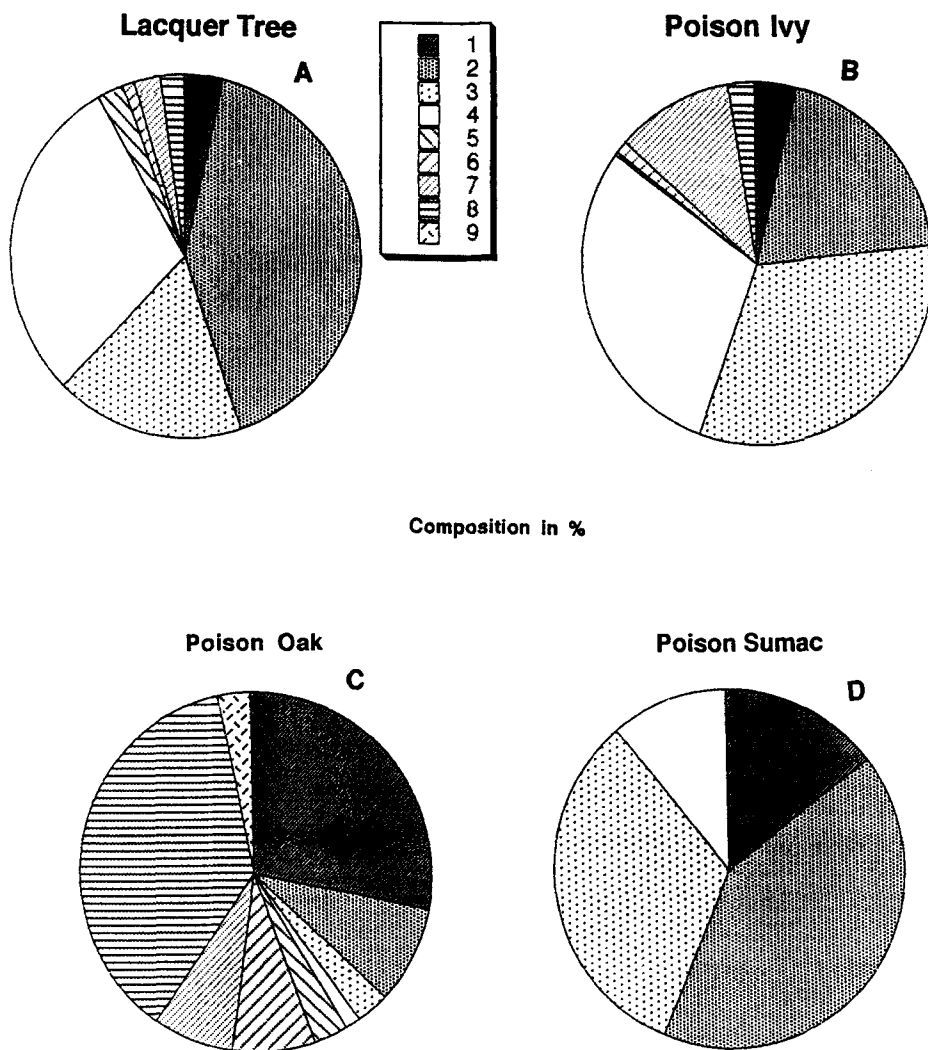 Lacquer Tree
A
1
2
3
4
5
6
7
8
9
Poison Ivy
B
Composition in %
Poison Oak
C
Poison Sumac
D